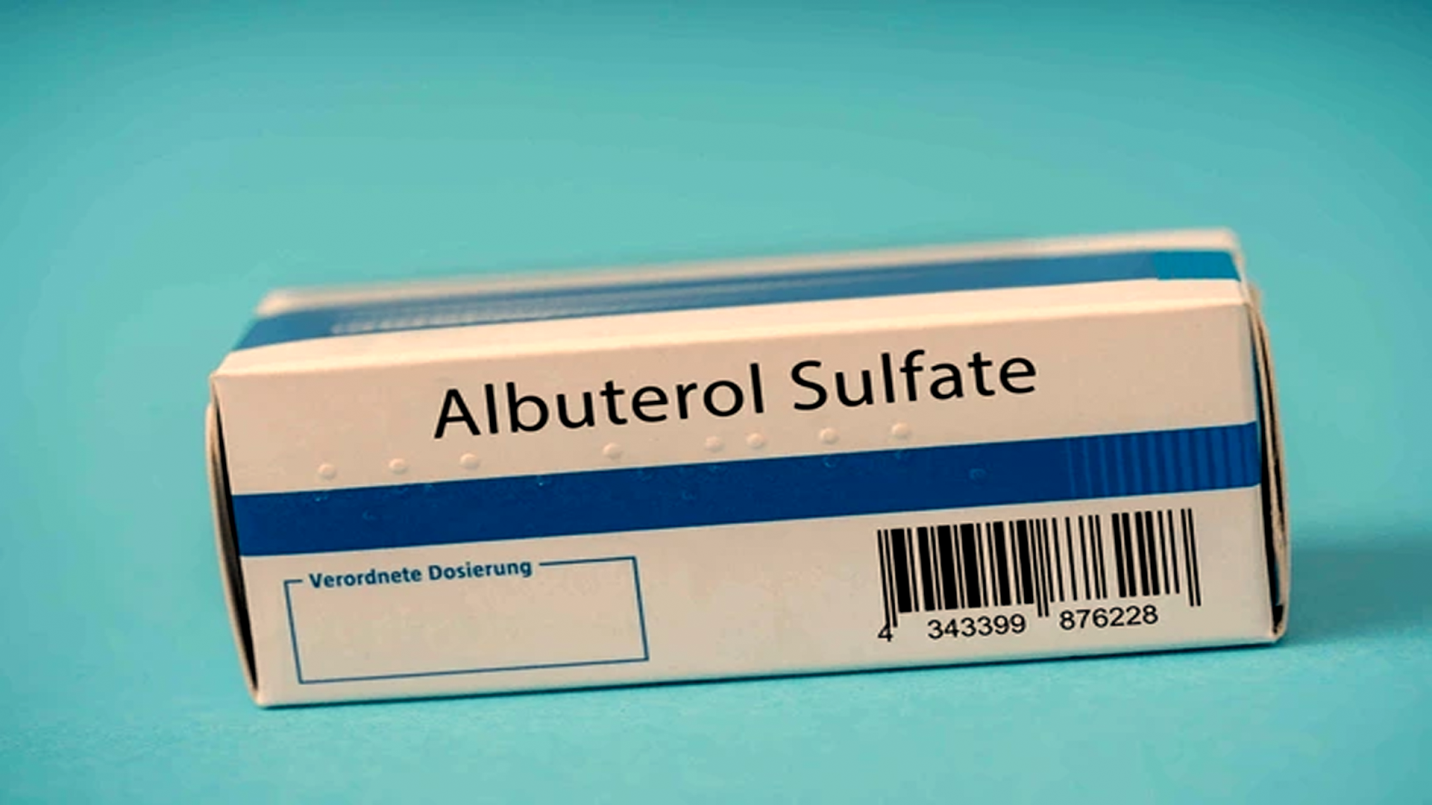 Albuterol Sulfate
Verordnete Dosierung
4 343399 876228